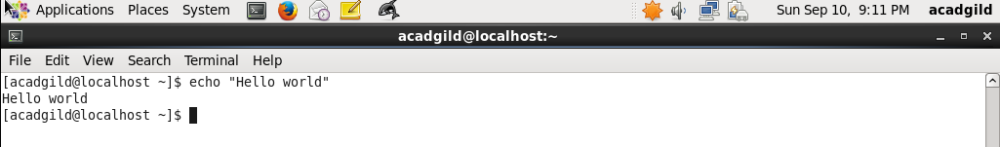 Applications Places System Sun Sep 10, 9:11 PM acadgild
acadgild@localhost:~
File Edit View Search Terminal Help
[acadgild@localhost ~]$ echo "Hello world"
Hello world
[acadgild@localhost ~]$